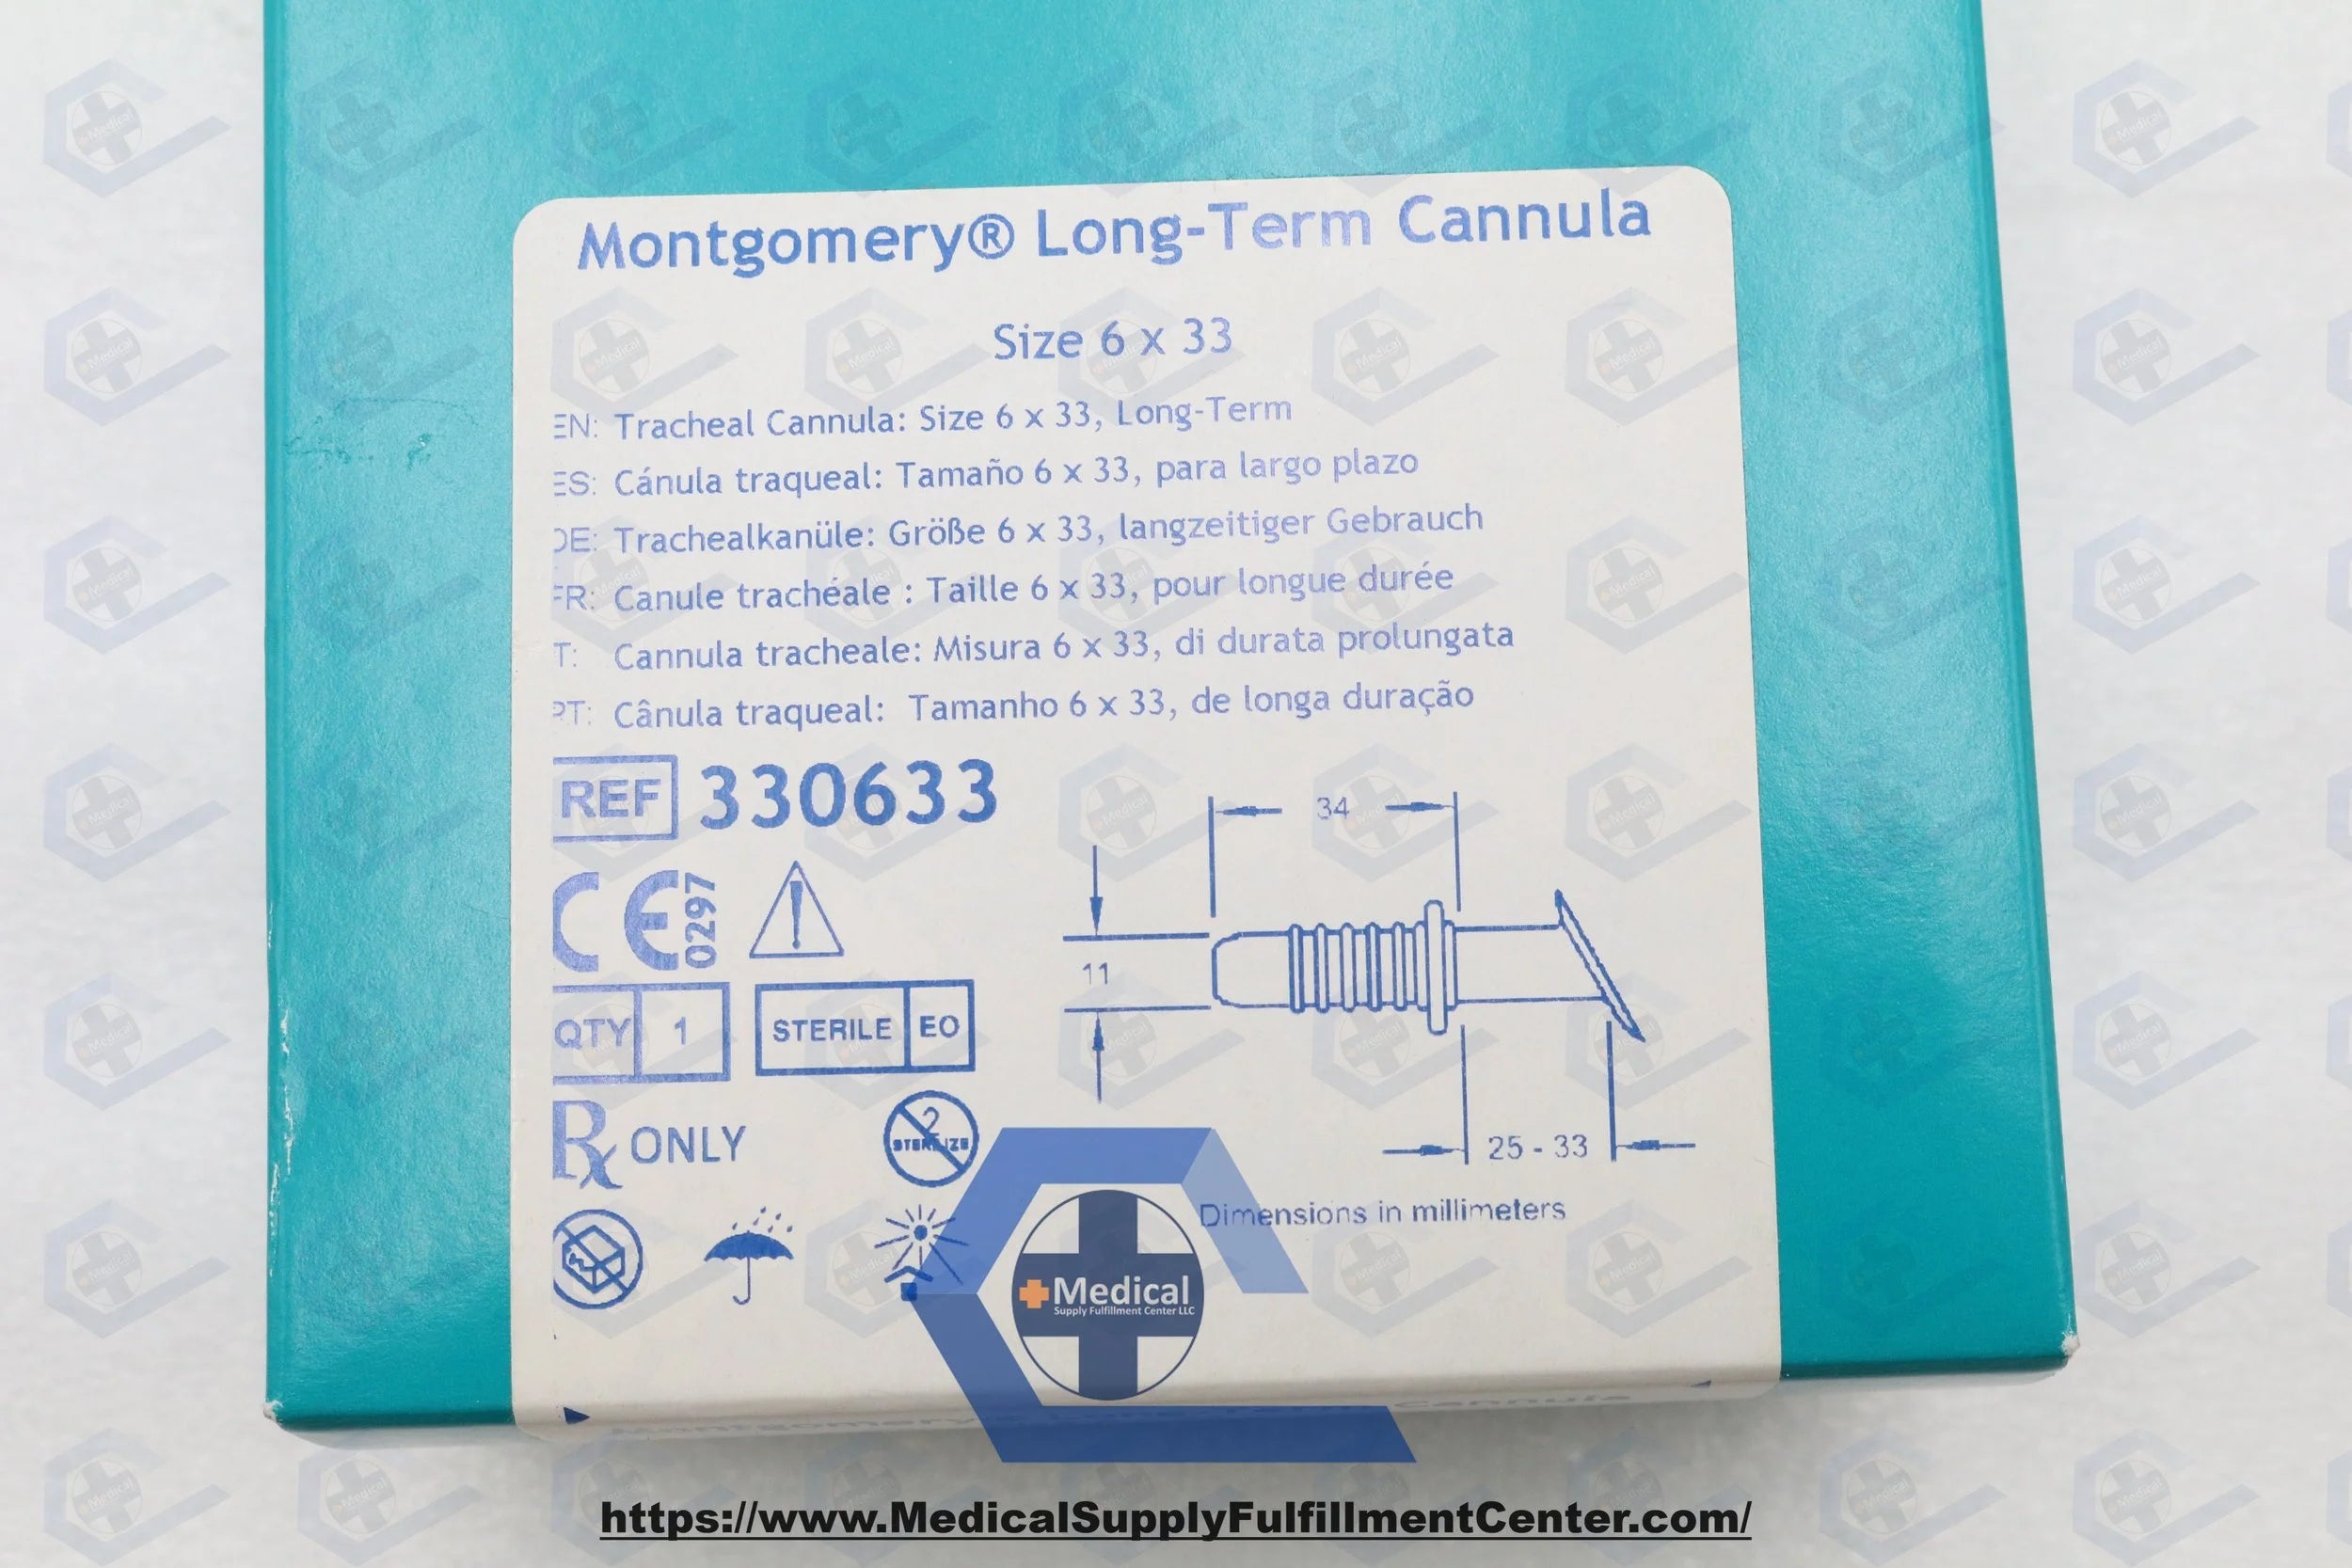 Montgomery® Long-Term Cannula
Size 6 x 33
EN: Tracheal Cannula: Size 6 x 33, Long-Term
ES: Cánula traqueal: Tamaño 6 x 33, para largo plazo
DE: Trachealkanüle: Größe 6 x 33, langzeitiger Gebrauch
FR: Canule trachéale : Taille 6 x 33, pour longue durée
T: Cannula tracheale: Misura 6 x 33, di durata prolungata
PT: Cânula traqueal: Tamanho 6 x 33, de longa duração
REF 330633
34
CE 0297
11
QTY 1 STERILE EO
Rx ONLY
2
STERILIZE
25 - 33
Dimensions in millimeters
Medical
Supply Fulfillment Center LLC
https://www.MedicalSupplyFulfillmentCenter.com/